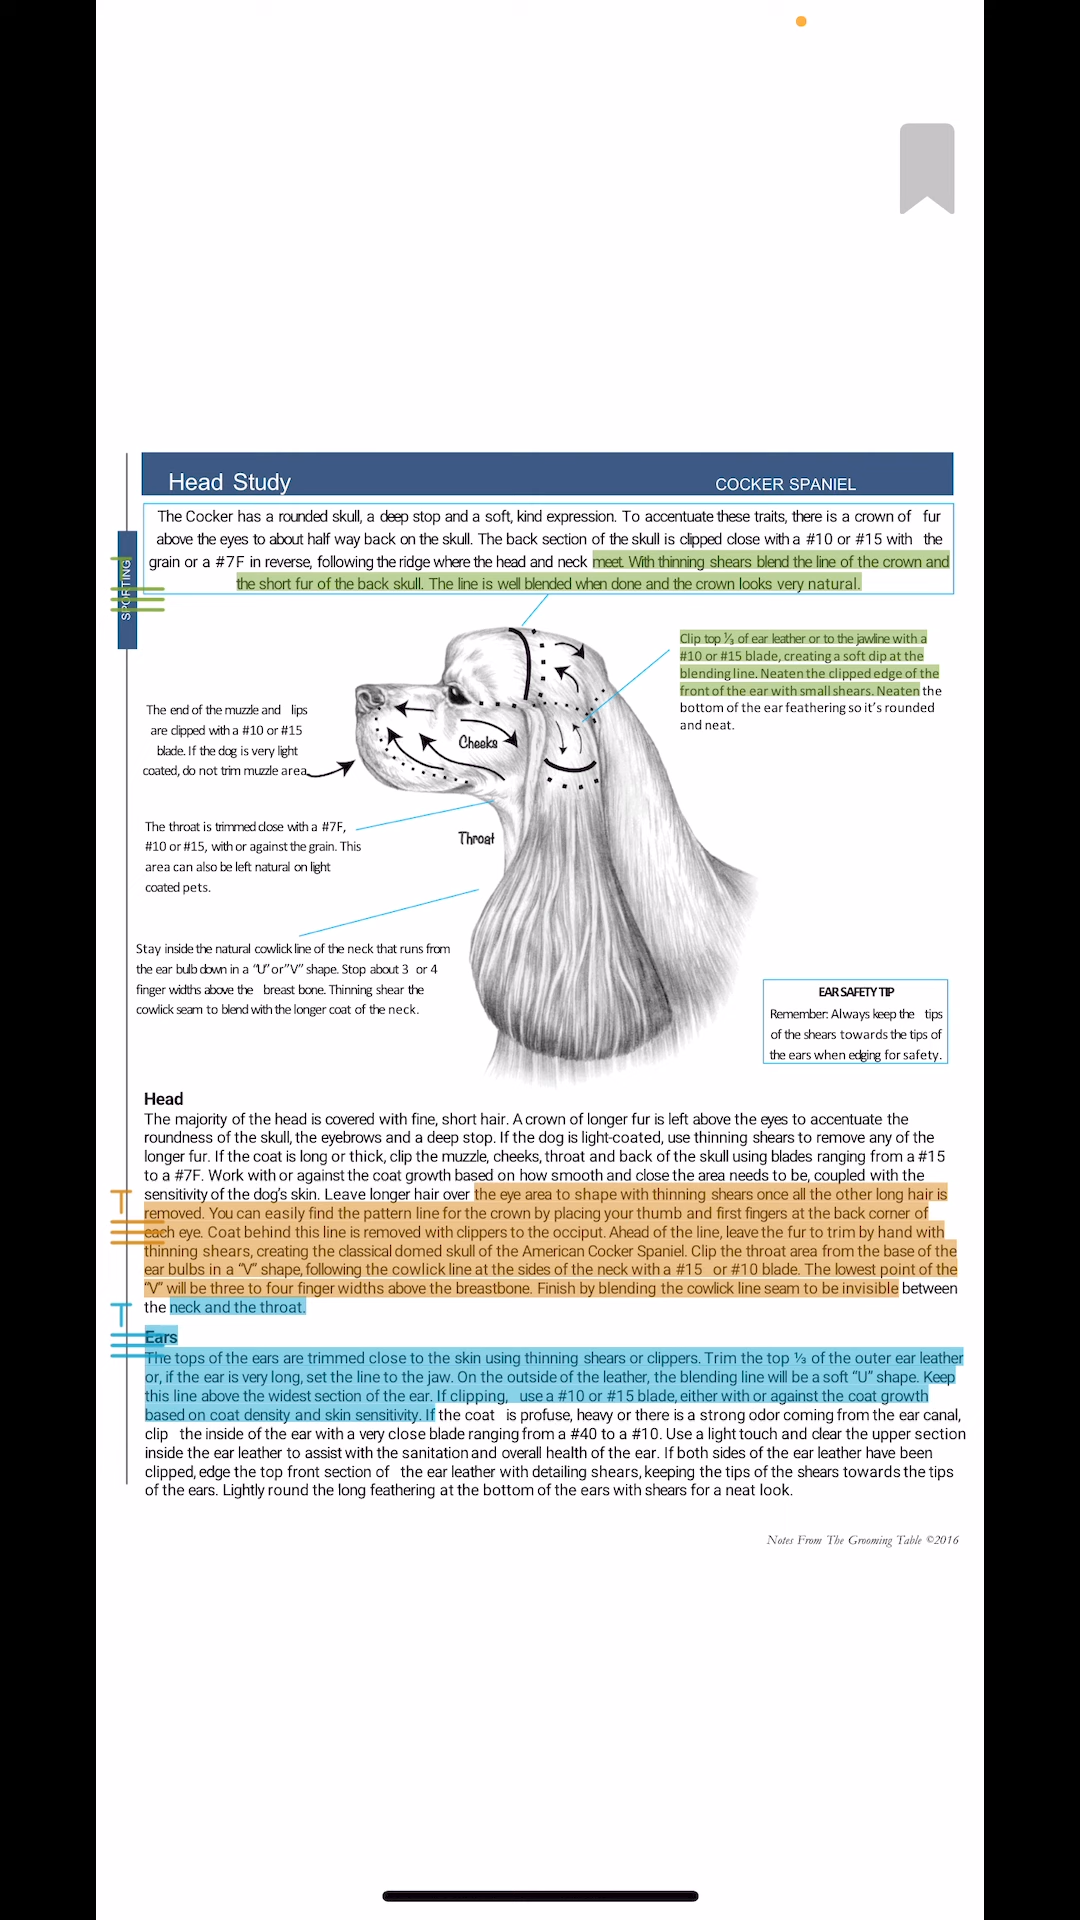 Head Study
COCKER SPANIEL
The Cocker has a rounded skull, a deep stop and a soft, kind expression. To accentuate these traits, there is a crown of fur
above the eyes to about half way back on the skull. The back section of the skull is clipped close with a #10 or #15 with the
grain or a #7F in reverse, following the ridge where the head and neck meet. With thinning shears blend the line of the crown and
the short fur of the back skull. The line is well blended when done and the crown looks very natural.
SPORTING
Clip top ⅓ of ear leather or to the jawline with a
#10 or #15 blade, creating a soft dip at the
blending line. Neaten the clipped edge of the
front of the ear with small shears. Neaten the
bottom of the ear feathering so it's rounded
and neat.
The end of the muzzle and lips
are clipped with a #10 or #15
blade. If the dog is very light
coated, do not trim muzzle area.
Cheeks
The throat is trimmed close with a #7F,
#10 or #15, with or against the grain. This
area can also be left natural on light
coated pets.
Throat
Stay inside the natural cowlick line of the neck that runs from
the ear bulb down in a "U" or "V" shape. Stop about 3 or 4
finger widths above the breast bone. Thinning shear the
cowlick seam to blend with the longer coat of the neck.
EAR SAFETY TIP
Remember: Always keep the tips
of the shears towards the tips of
the ears when edging for safety.
Head
The majority of the head is covered with fine, short hair. A crown of longer fur is left above the eyes to accentuate the
roundness of the skull, the eyebrows and a deep stop. If the dog is light-coated, use thinning shears to remove any of the
longer fur. If the coat is long or thick, clip the muzzle, cheeks, throat and back of the skull using blades ranging from a #15
to a #7F. Work with or against the coat growth based on how smooth and close the area needs to be, coupled with the
sensitivity of the dog's skin. Leave longer hair over the eye area to shape with thinning shears once all the other long hair is
removed. You can easily find the pattern line for the crown by placing your thumb and first fingers at the back corner of
each eye. Coat behind this line is removed with clippers to the occiput. Ahead of the line, leave the fur to trim by hand with
thinning shears, creating the classical domed skull of the American Cocker Spaniel. Clip the throat area from the base of the
ear bulbs in a "V" shape, following the cowlick line at the sides of the neck with a #15 or #10 blade. The lowest point of the
"V" will be three to four finger widths above the breastbone. Finish by blending the cowlick line seam to be invisible between
the neck and the throat.
Ears
The tops of the ears are trimmed close to the skin using thinning shears or clippers. Trim the top ⅓ of the outer ear leather
or, if the ear is very long, set the line to the jaw. On the outside of the leather, the blending line will be a soft "U" shape. Keep
this line above the widest section of the ear. If clipping, use a #10 or #15 blade, either with or against the coat growth
based on coat density and skin sensitivity. If the coat is profuse, heavy or there is a strong odor coming from the ear canal,
clip the inside of the ear with a very close blade ranging from a #40 to a #10. Use a light touch and clear the upper section
inside the ear leather to assist with the sanitation and overall health of the ear. If both sides of the ear leather have been
clipped, edge the top front section of the ear leather with detailing shears, keeping the tips of the shears towards the tips
of the ears. Lightly round the long feathering at the bottom of the ears with shears for a neat look.
Notes From The Grooming Table ©2016